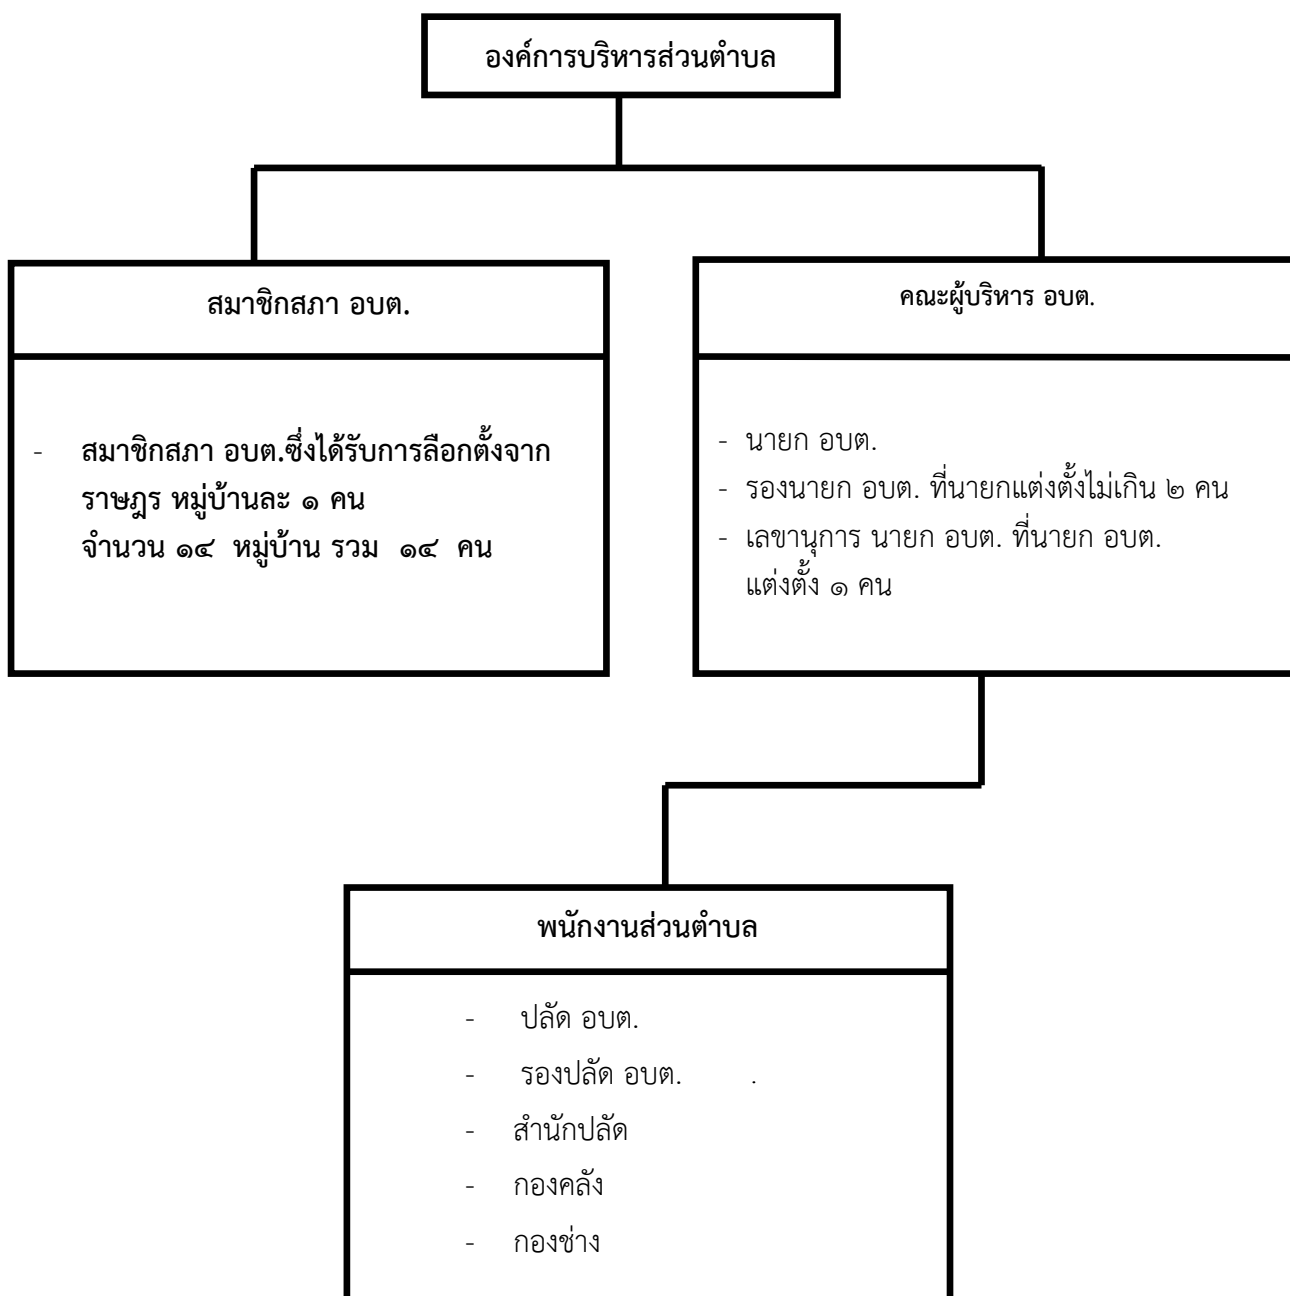 องค์การบริหารส่วนตำบล
สมาชิกสภา อบต.
- สมาชิกสภา อบต.ซึ่งได้รับการลือกตั้งจาก
ราษฎร หมู่บ้านละ ๑ คน
จำนวน ๑๔ หมู่บ้าน รวม ๑๔ คน
คณะผู้บริหาร อบต.
- นายก อบต.
- รองนายก อบต. ที่นายกแต่งตั้งไม่เกิน ๒ คน
- เลขานุการ นายก อบต. ที่นายก อบต.
แต่งตั้ง ๑ คน
พนักงานส่วนตำบล
- ปลัด อบต.
- รองปลัด อบต. .
- สำนักปลัด
- กองคลัง
- กองช่าง